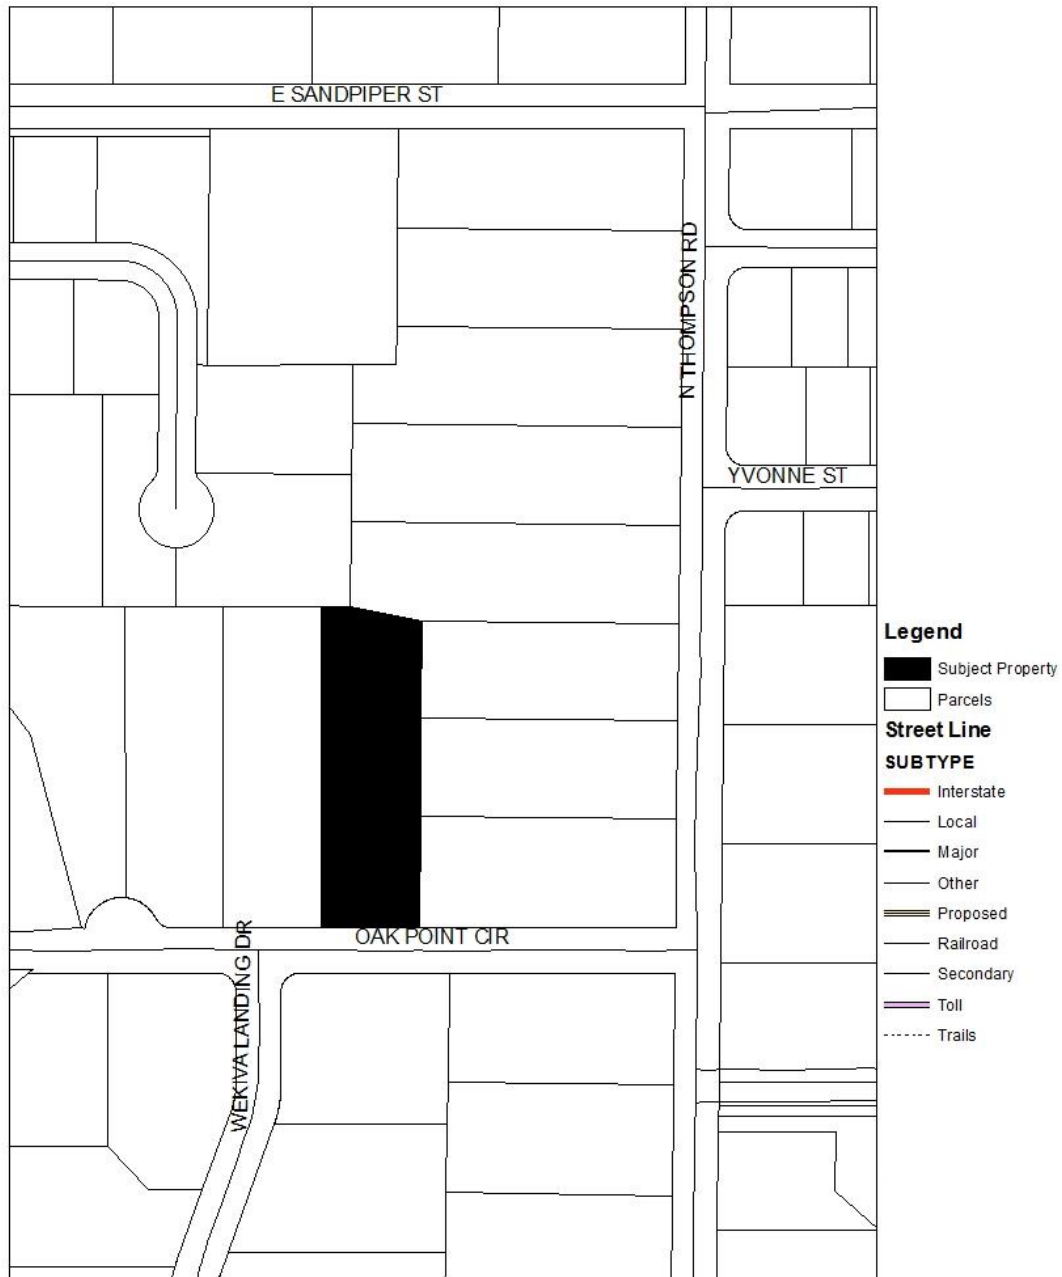 E SANDPIPER ST
N THOMPSON RD
YVONNE ST
OAK POINT CIR
WEKIVA LANDING DR
Legend
Subject Property
Parcels
Street Line
SUBTYPE
Interstate
Local
Major
Other
Proposed
Railroad
Secondary
Toll
Trails